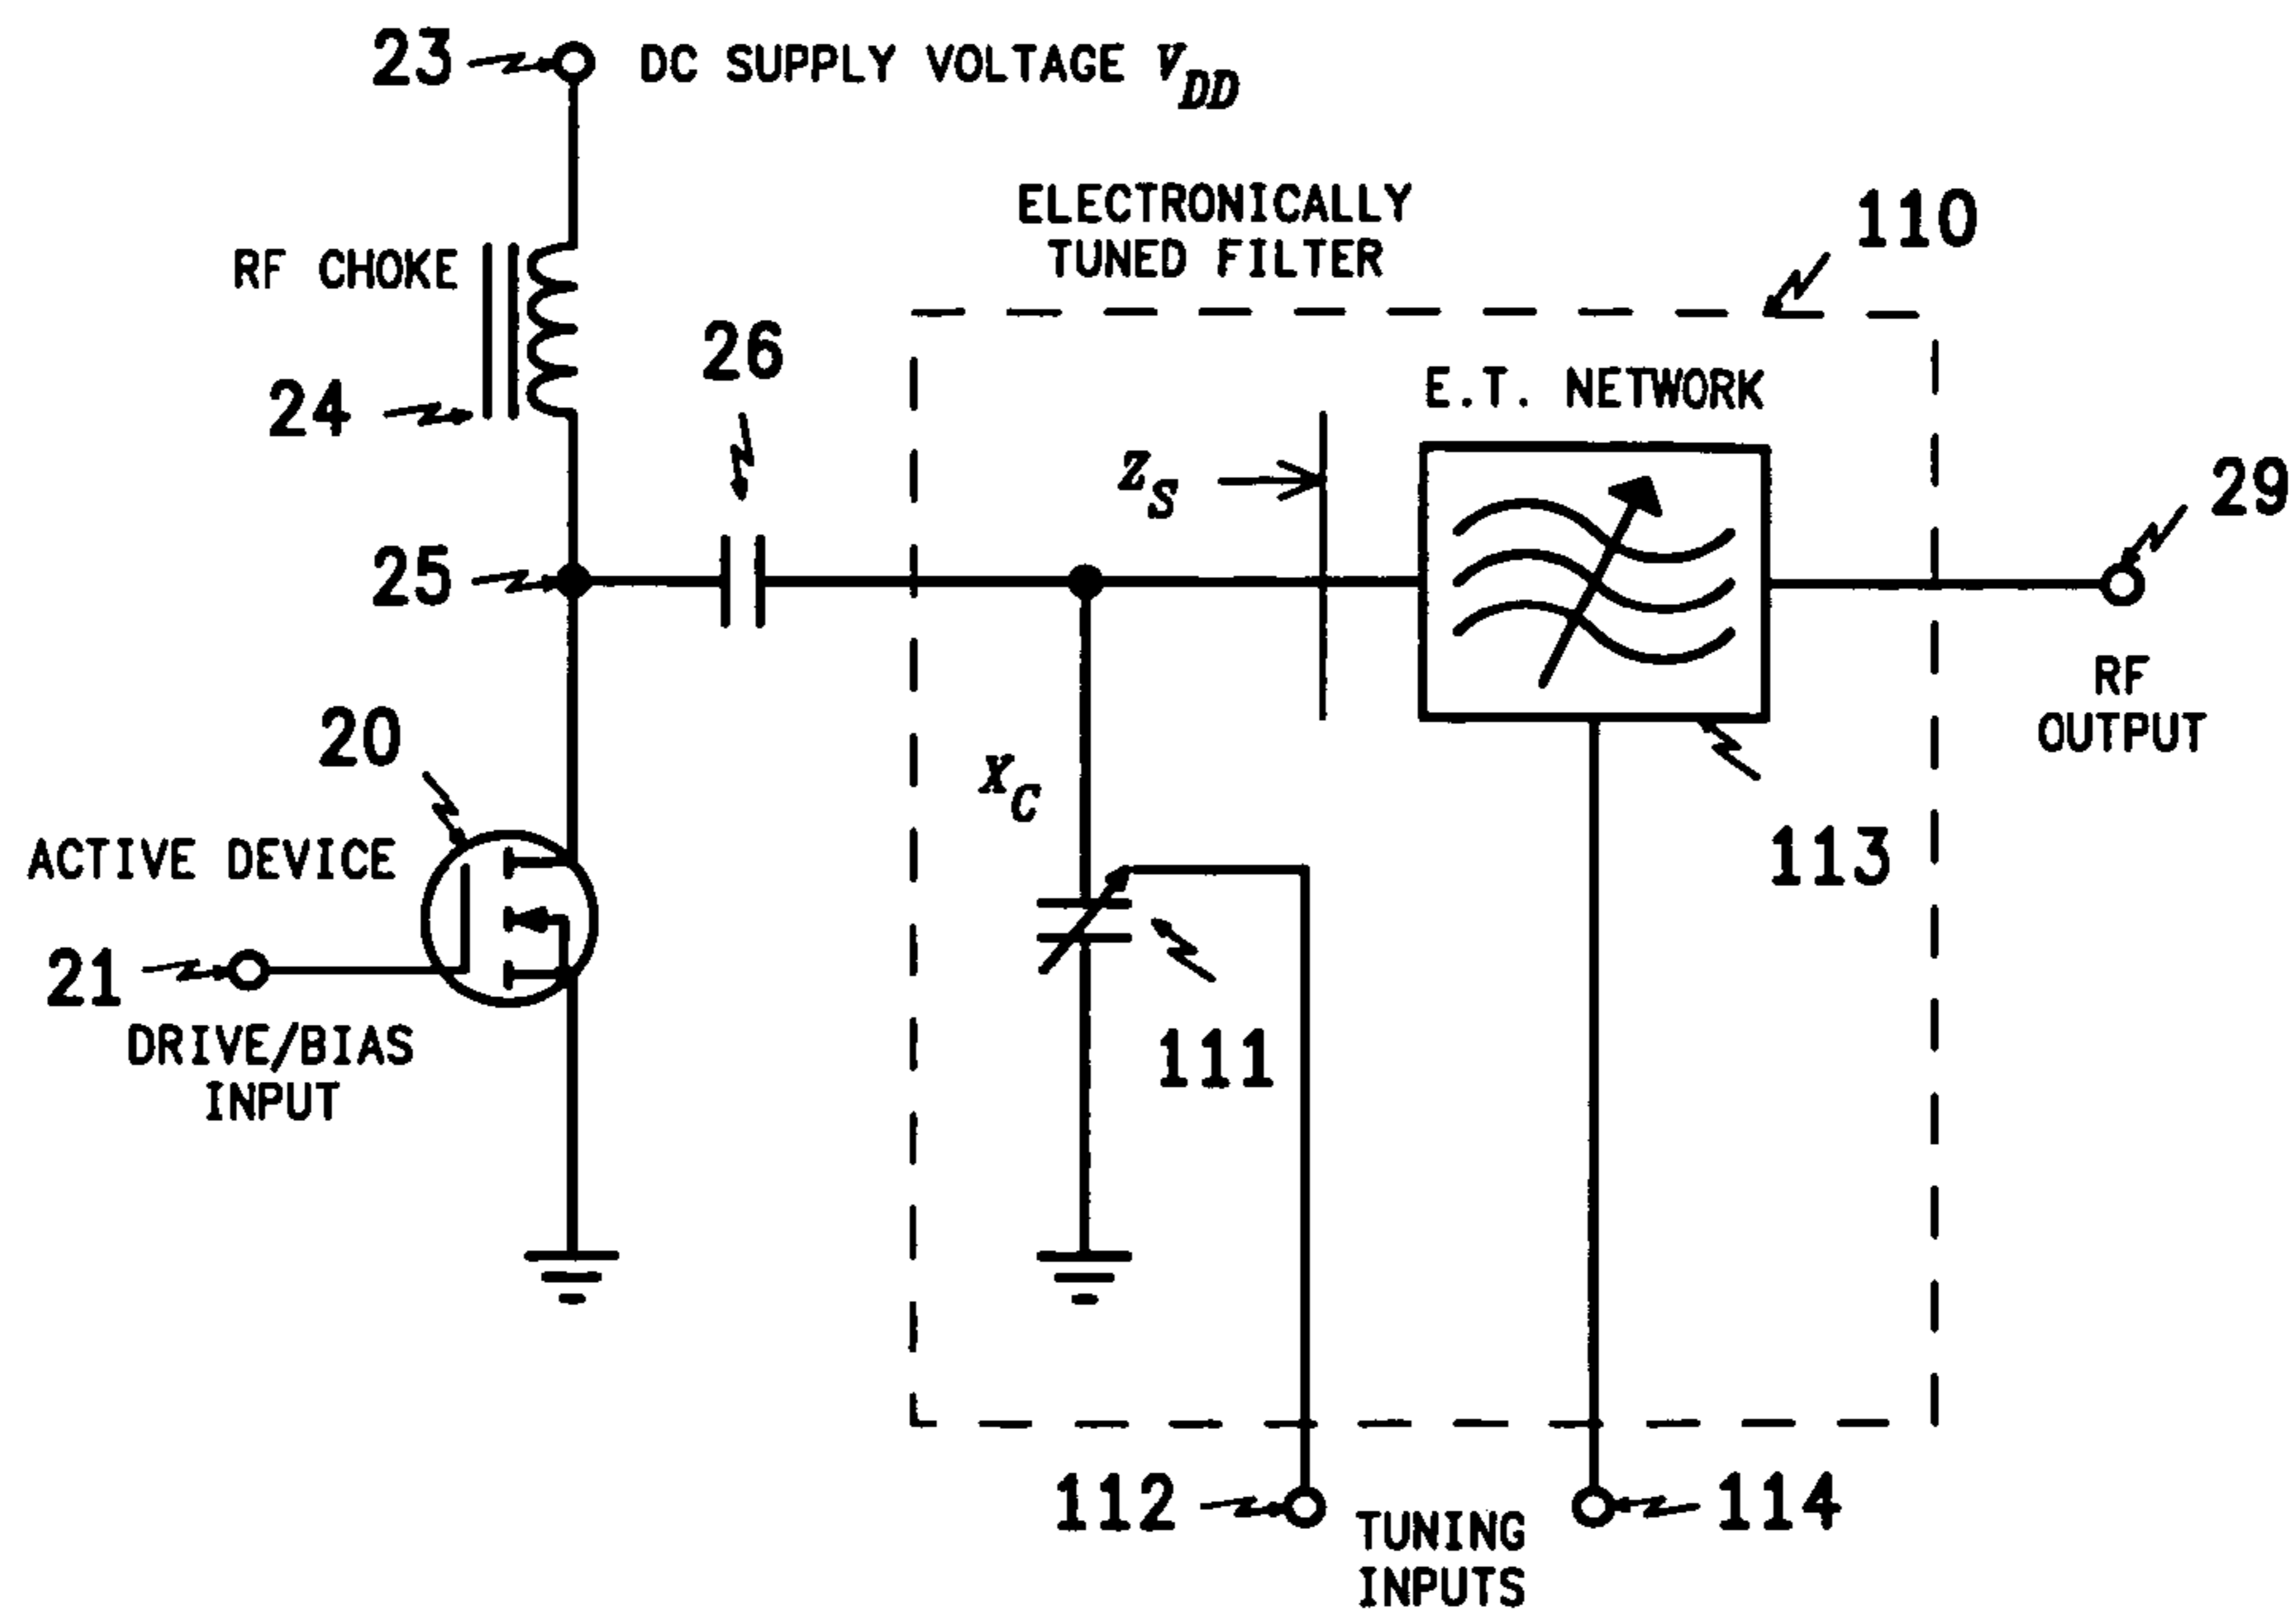 23
DC SUPPLY VOLTAGE V_DD
ELECTRONICALLY
TUNED FILTER
110
RF CHOKE
26
24
E.T. NETWORK
Z_S
29
25
RF
OUTPUT
20
X_C
113
ACTIVE DEVICE
21
DRIVE/BIAS
INPUT
111
112
TUNING
INPUTS
114